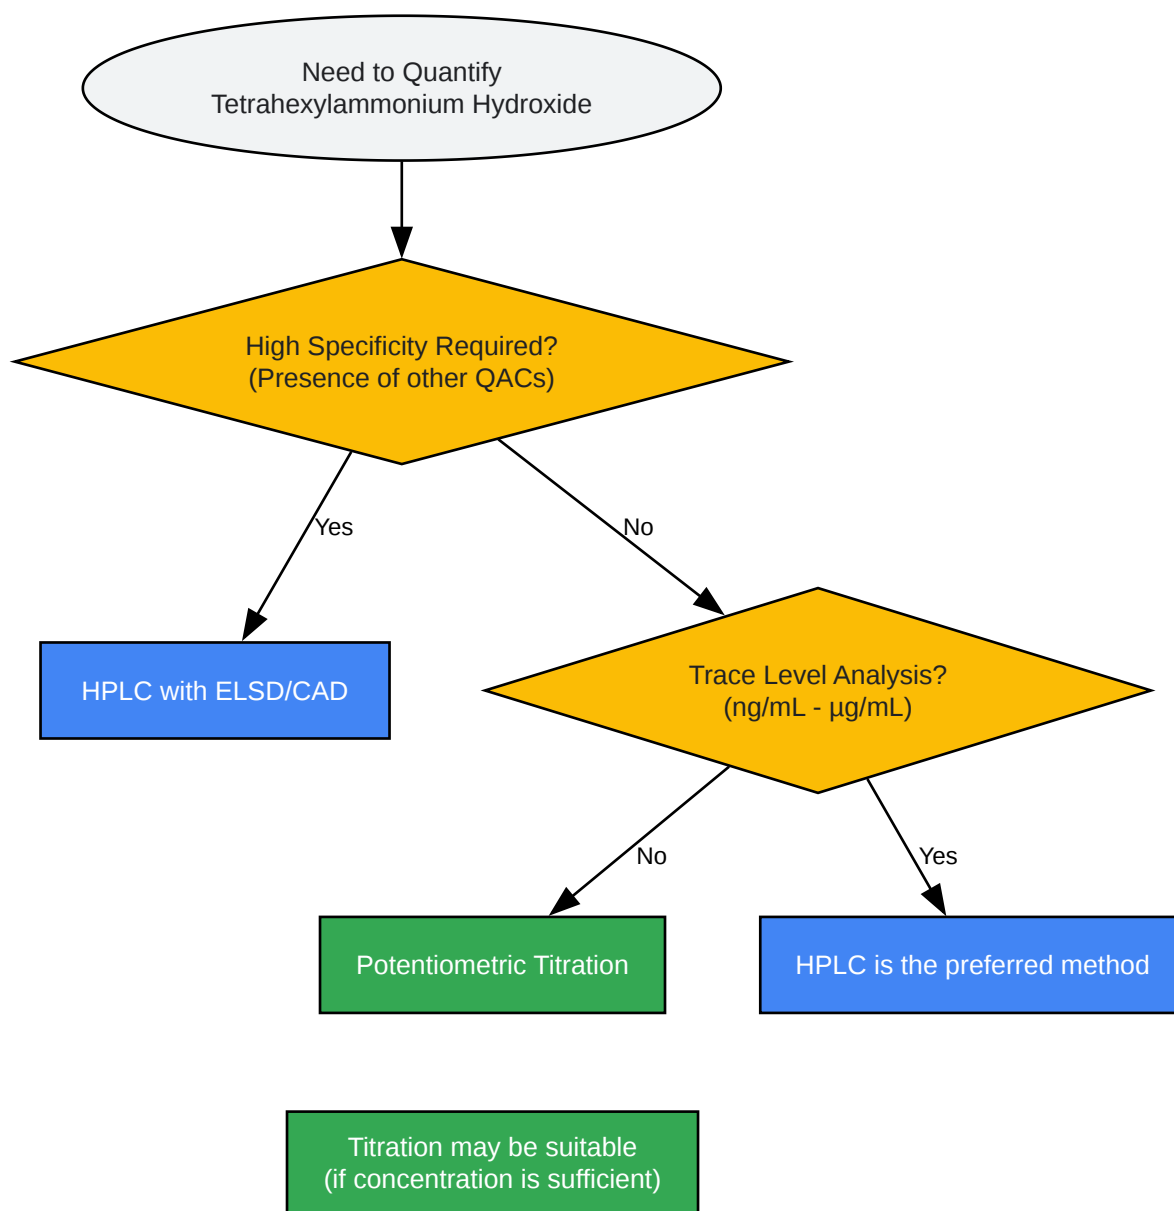 Need to Quantify
Tetrahexylammonium Hydroxide
High Specificity Required?
(Presence of other QACs)
Yes
No
HPLC with ELSD/CAD
Trace Level Analysis?
(ng/mL - µg/mL)
No
Yes
Potentiometric Titration
HPLC is the preferred method
Titration may be suitable
(if concentration is sufficient)